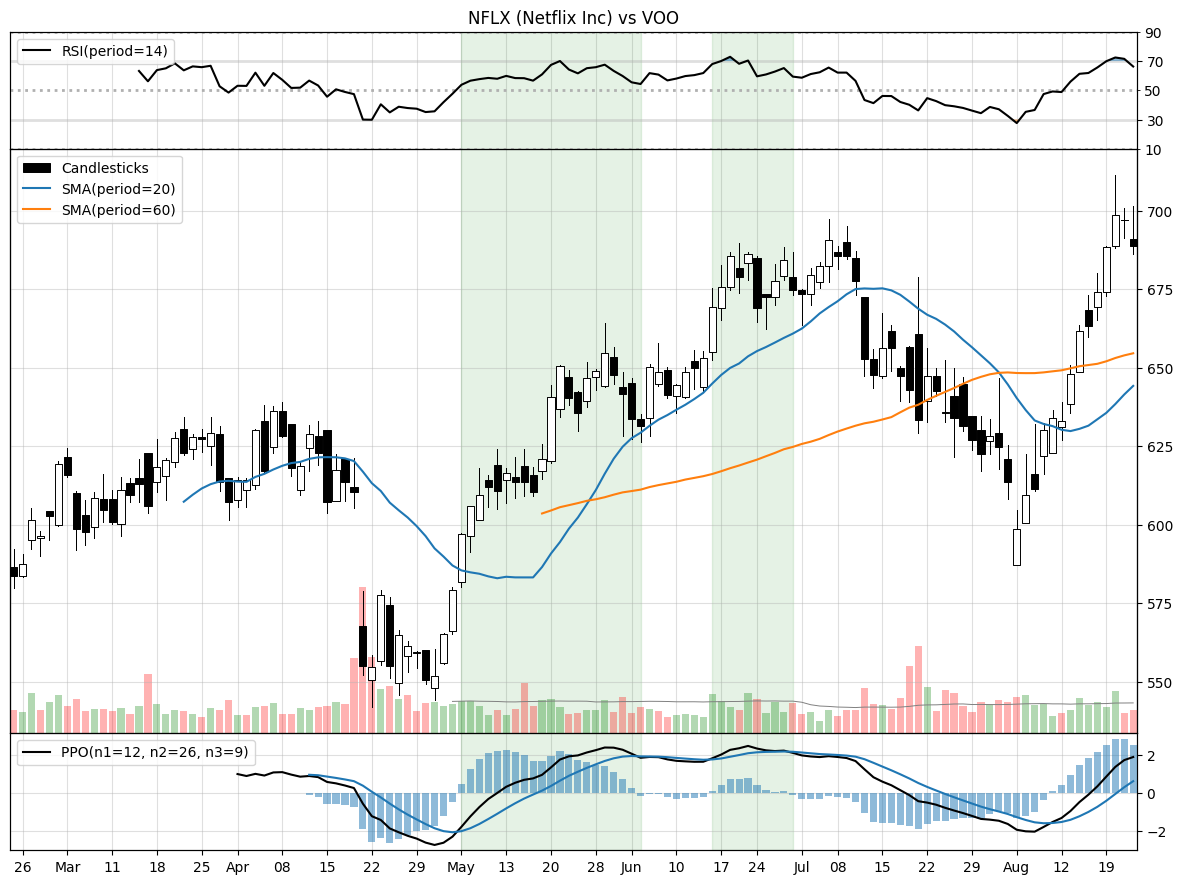 NFLX (Netflix Inc) vs VOO
RSI(period=14)
90
70
50
30
10
Candlesticks
SMA(period=20)
SMA(period=60)
700
675
650
625
600
575
550
PPO(n1=12, n2=26, n3=9)
2
0
−2
26 Mar 11 18 25 Apr 08 15 22 29 May 13 20 28 Jun 10 17 24 Jul 08 15 22 29 Aug 12 19